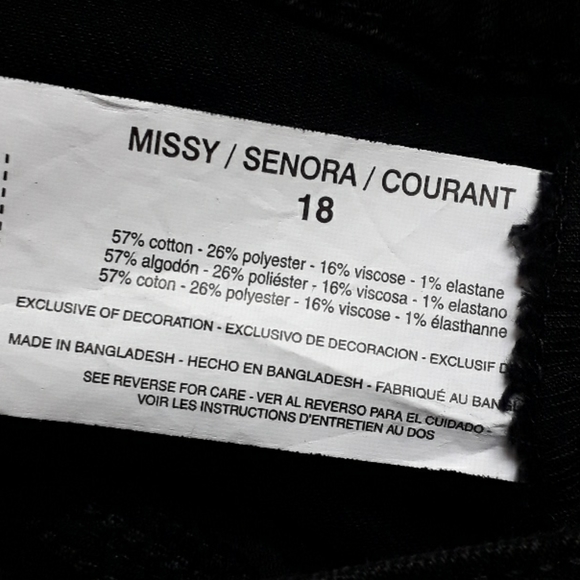 MISSY / SENORA / COURANT
18
57% cotton - 26% polyester - 16% viscose - 1% elastane
57% algodón - 26% poliéster - 16% viscosa - 1% elastano
57% coton - 26% polyester - 16% viscose - 1% élasthanne
EXCLUSIVE OF DECORATION - EXCLUSIVO DE DECORACION - EXCLUSIF
MADE IN BANGLADESH - HECHO EN BANGLADESH - FABRIQUÉ AU
SEE REVERSE FOR CARE - VER AL REVERSO PARA EL CUIDADO -
VOIR LES INSTRUCTIONS D'ENTRETIEN AU DOS